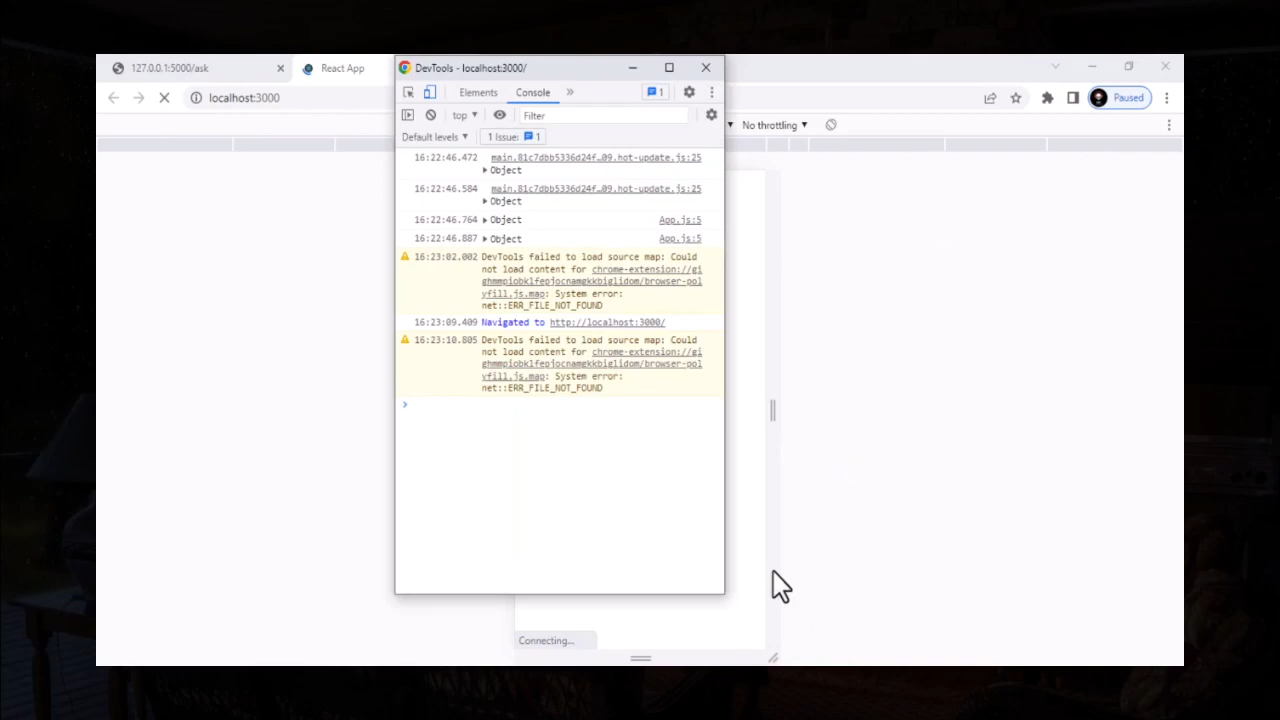 127.0.0.1:5000/ask
React App
DevTools - localhost:3000/
localhost:3000
Paused
Elements Console 1
top Filter
No throttling
Default levels 1 Issue: 1
16:22:46.472 main.81c7dbb5336d24f…09.hot-update.js:25
Object
16:22:46.584 main.81c7dbb5336d24f…09.hot-update.js:25
Object
16:22:46.764 Object App.js:5
16:22:46.887 Object App.js:5
16:23:02.002 DevTools failed to load source map: Could
not load content for chrome-extension://gi
ghmmpiobklfepjocnamgkkbiglidom/browser-pol
yfill.js.map: System error:
net::ERR_FILE_NOT_FOUND
16:23:09.409 Navigated to http://localhost:3000/
16:23:10.805 DevTools failed to load source map: Could
not load content for chrome-extension://gi
ghmmpiobklfepjocnamgkkbiglidom/browser-pol
yfill.js.map: System error:
net::ERR_FILE_NOT_FOUND
Connecting...